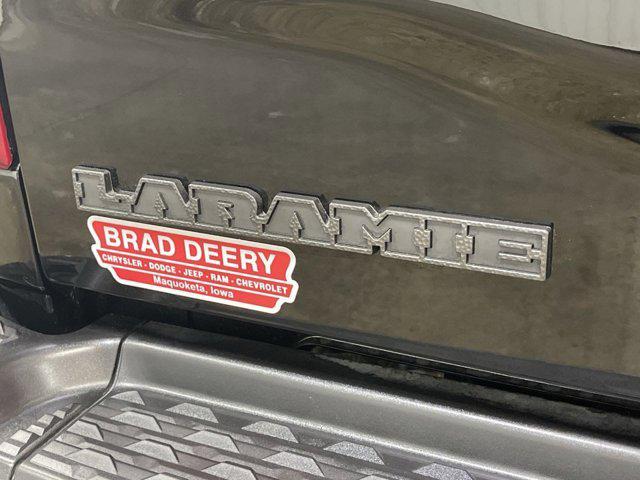 LARAMIE
BRAD DEERY
CHRYSLER - DODGE - JEEP - RAM - CHEVROLET
Maquoketa, Iowa